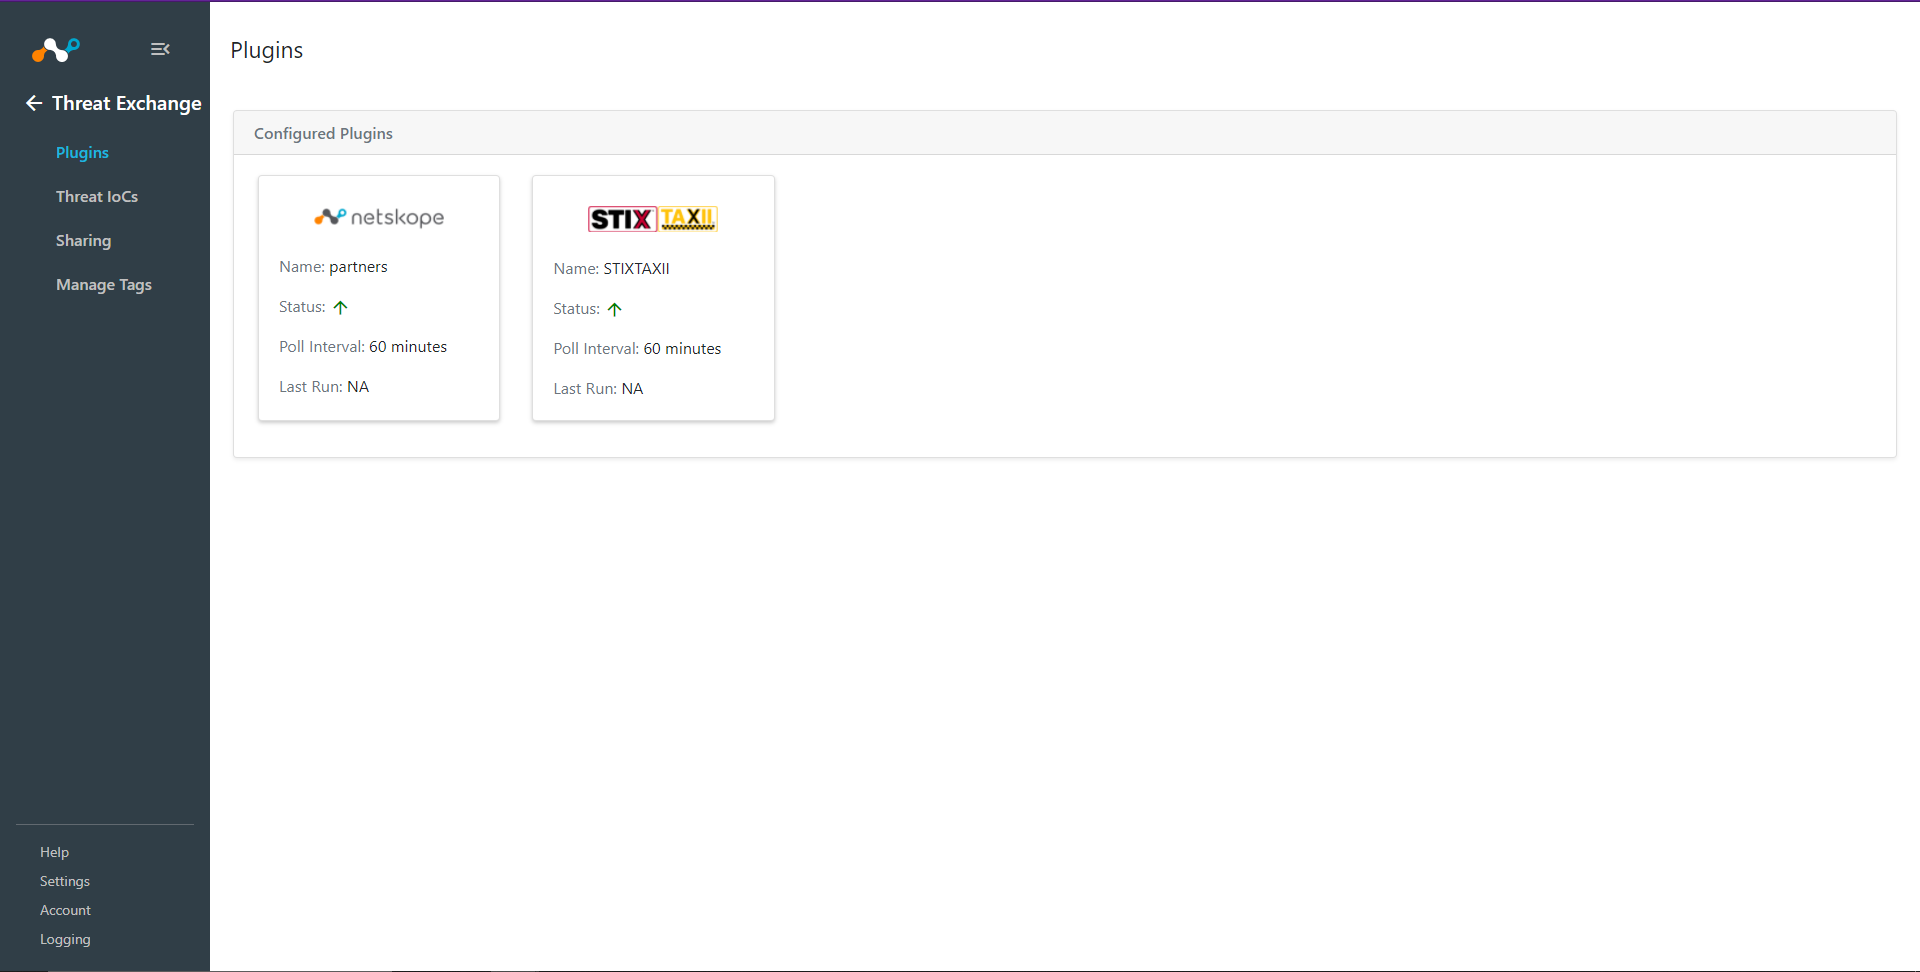 Threat Exchange
Plugins
Threat IoCs
Sharing
Manage Tags
Help
Settings
Account
Logging
Plugins
Configured Plugins
netskope
Name: partners
Status:
Poll Interval: 60 minutes
Last Run: NA
STIX TAXII
Name: STIXTAXII
Status:
Poll Interval: 60 minutes
Last Run: NA